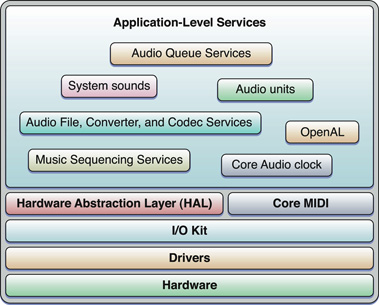 Application-Level Services
Audio Queue Services
System sounds
Audio units
Audio File, Converter, and Codec Services
OpenAL
Music Sequencing Services
Core Audio clock
Hardware Abstraction Layer (HAL)
Core MIDI
I/O Kit
Drivers
Hardware